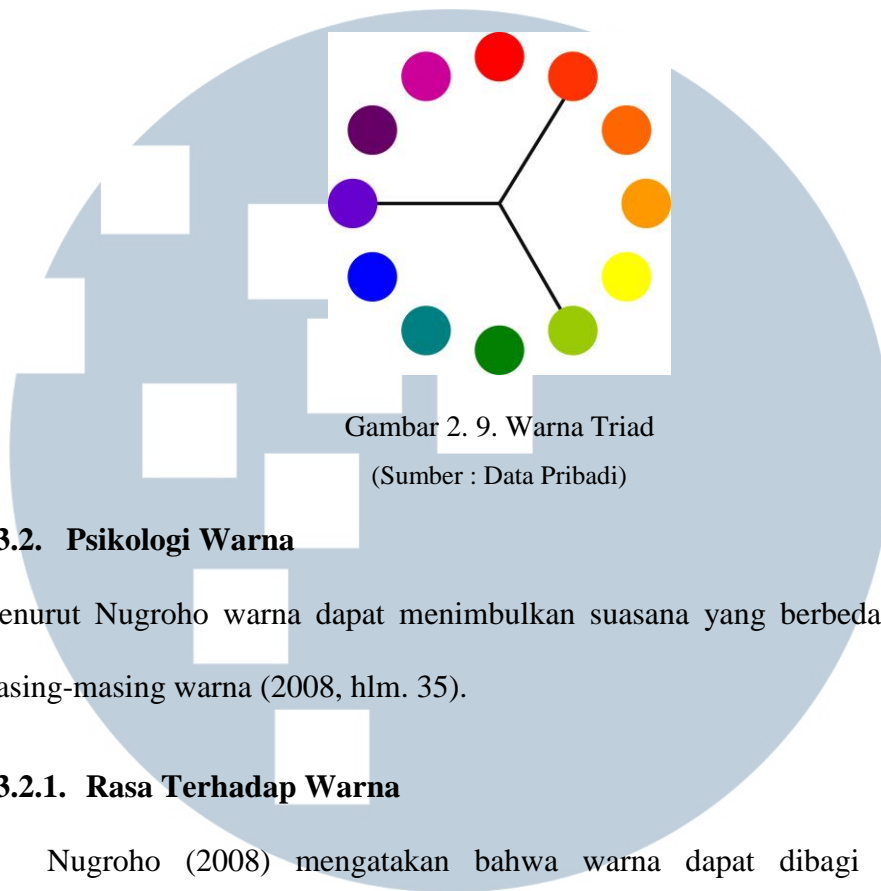 Gambar 2. 9. Warna Triad
(Sumber : Data Pribadi)
3.2. Psikologi Warna
enurut Nugroho warna dapat menimbulkan suasana yang berbeda
asing-masing warna (2008, hlm. 35).
3.2.1. Rasa Terhadap Warna
Nugroho (2008) mengatakan bahwa warna dapat dibagi